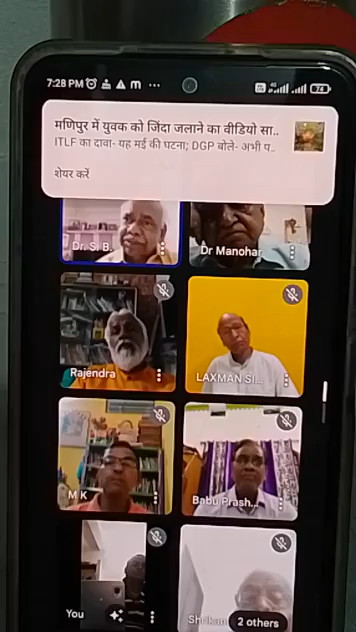 7:28 PM
74
मणिपुर में युवक को जिंदा जलाने का वीडियो सा..
ITLF का दावा- यह मई की घटना; DGP बोले- अभी प..
शेयर करें
Dr. S. B.
Dr Manohar
Rajendra
LAXMAN SI...
M K
Babu Prash...
You
2 others